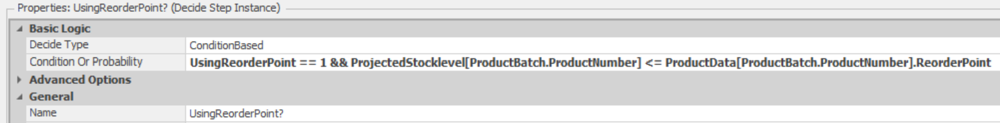 Properties: UsingReorderPoint? (Decide Step Instance)
Basic Logic
Decide Type ConditionBased
Condition Or Probability UsingReorderPoint == 1 && ProjectedStocklevel[ProductBatch.ProductNumber] <= ProductData[ProductBatch.ProductNumber].ReorderPoint
Advanced Options
General
Name UsingReorderPoint?